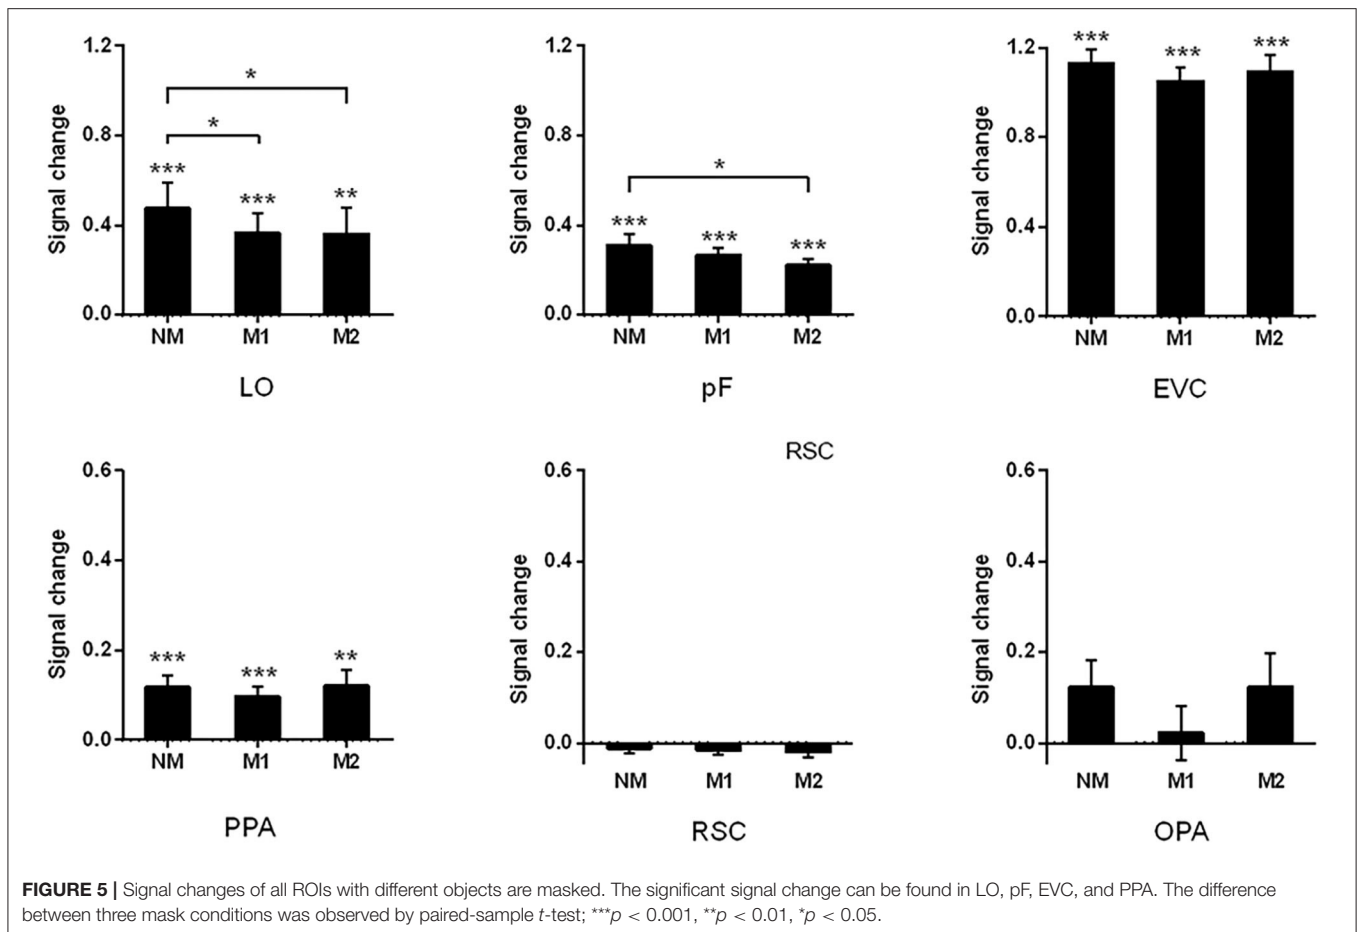 1.2
0.8
0.4
0.0
Signal change
*
*
***
***
**
NM M1 M2
LO
1.2
0.8
0.4
0.0
Signal change
*
***
***
***
NM M1 M2
pF
1.2
0.8
0.4
0.0
Signal change
***
***
***
NM M1 M2
EVC
0.6
0.4
0.2
0.0
Signal change
***
***
**
NM M1 M2
PPA
RSC
0.6
0.4
0.2
0.0
Signal change
NM M1 M2
RSC
0.6
0.4
0.2
0.0
Signal change
NM M1 M2
OPA
FIGURE 5 | Signal changes of all ROIs with different objects are masked. The significant signal change can be found in LO, pF, EVC, and PPA. The difference
between three mask conditions was observed by paired-sample t-test; ***p < 0.001, **p < 0.01, *p < 0.05.